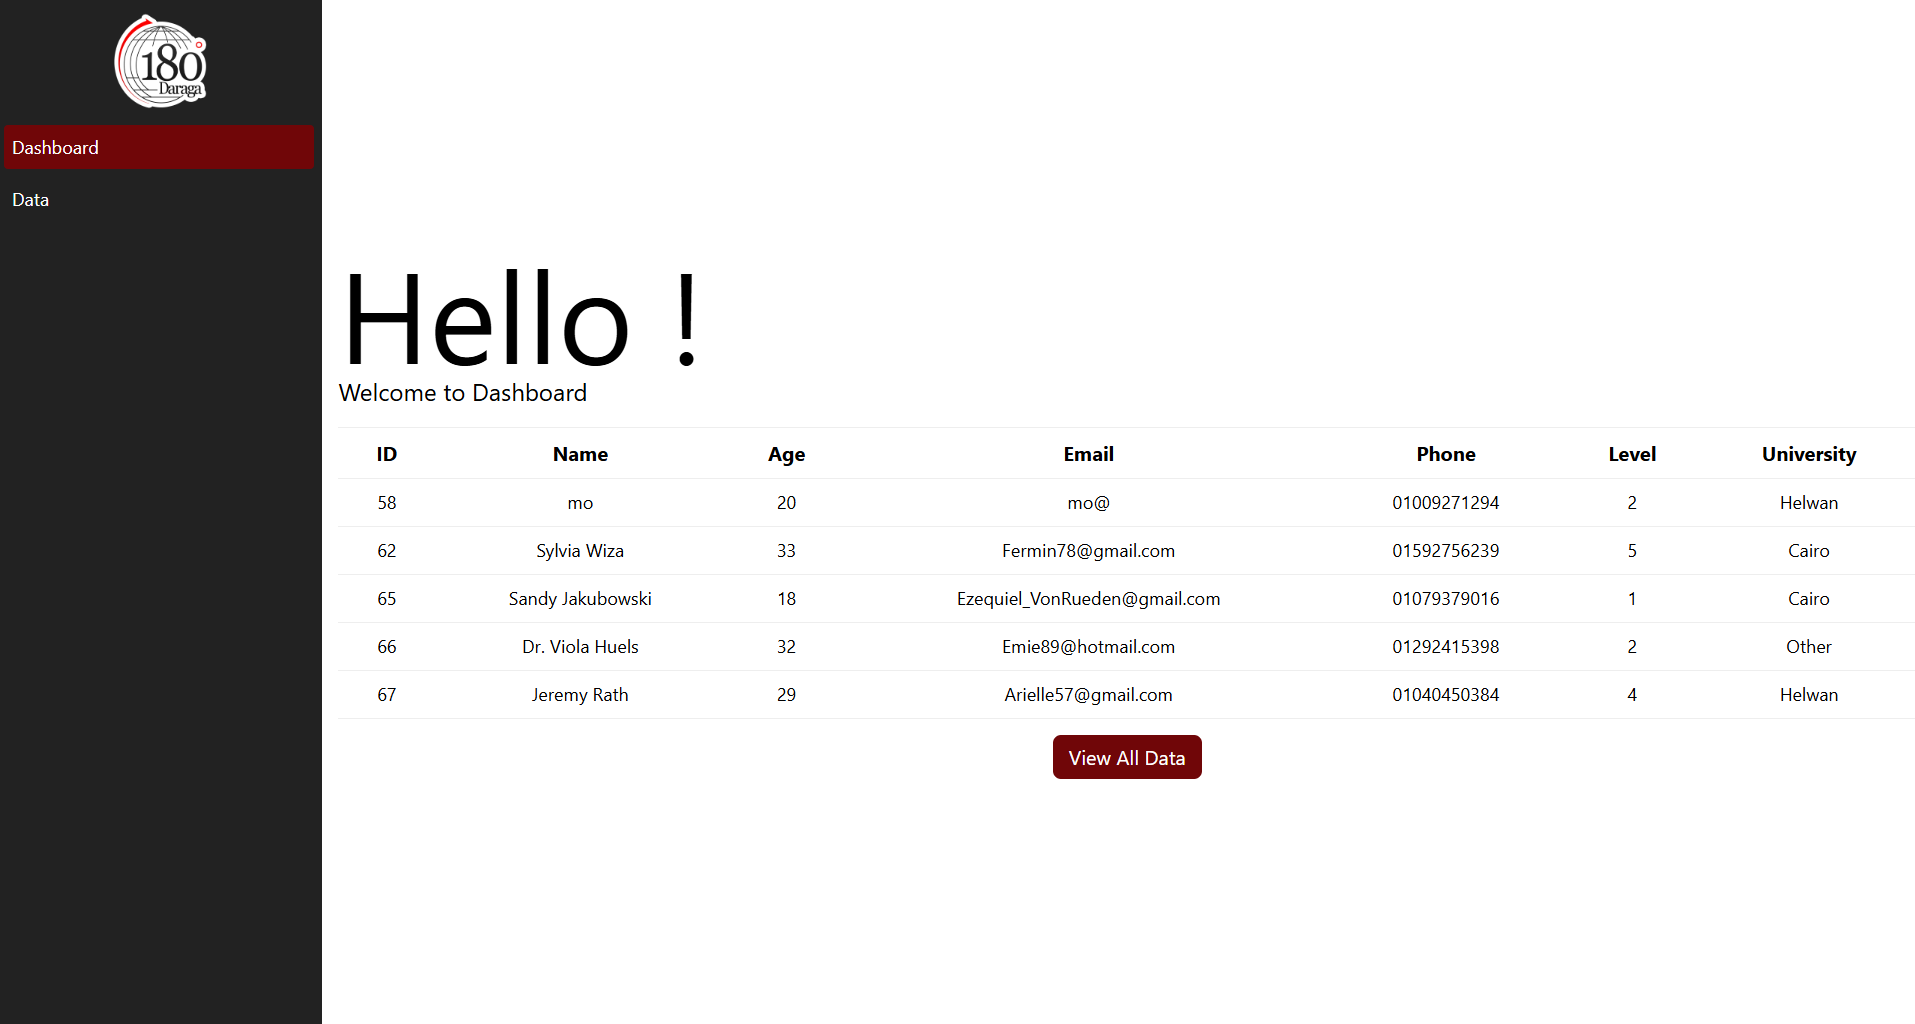 180°
Daraga
Dashboard
Data
Hello !
Welcome to Dashboard
ID Name Age Email Phone Level University
58 mo 20 mo@ 01009271294 2 Helwan
62 Sylvia Wiza 33 Fermin78@gmail.com 01592756239 5 Cairo
65 Sandy Jakubowski 18 Ezequiel_VonRueden@gmail.com 01079379016 1 Cairo
66 Dr. Viola Huels 32 Emie89@hotmail.com 01292415398 2 Other
67 Jeremy Rath 29 Arielle57@gmail.com 01040450384 4 Helwan
View All Data